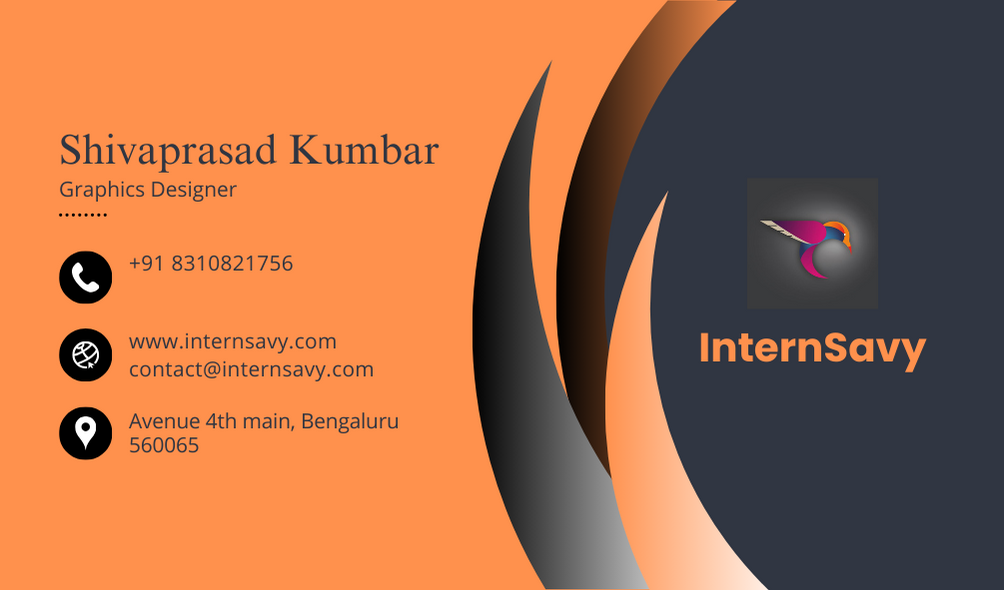 Shivaprasad Kumbar
Graphics Designer
+91 8310821756
www.internsavy.com
contact@internsavy.com
Avenue 4th main, Bengaluru
560065
InternSavy